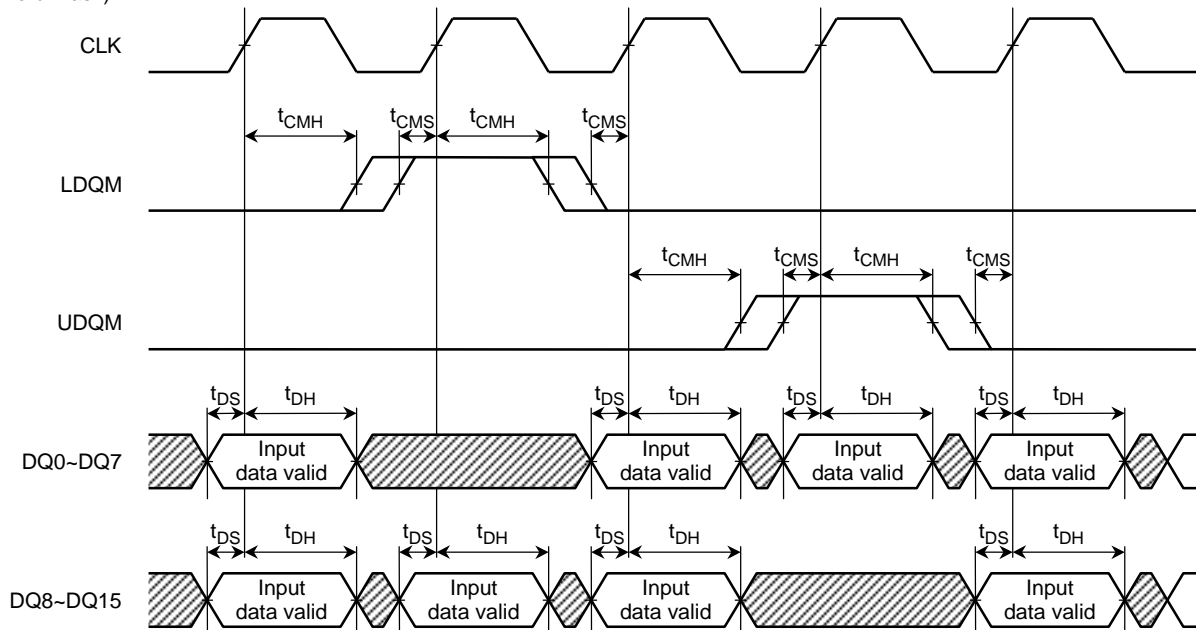 CLK
tCMH tCMS tCMH tCMS
LDQM
tCMH tCMS tCMH tCMS
UDQM
tDS tDH tDS tDH tDS tDH tDS tDH
DQ0~DQ7
Input data valid
Input data valid
Input data valid
Input data valid
tDS tDH tDS tDH tDS tDH tDS tDH
DQ8~DQ15
Input data valid
Input data valid
Input data valid
Input data valid